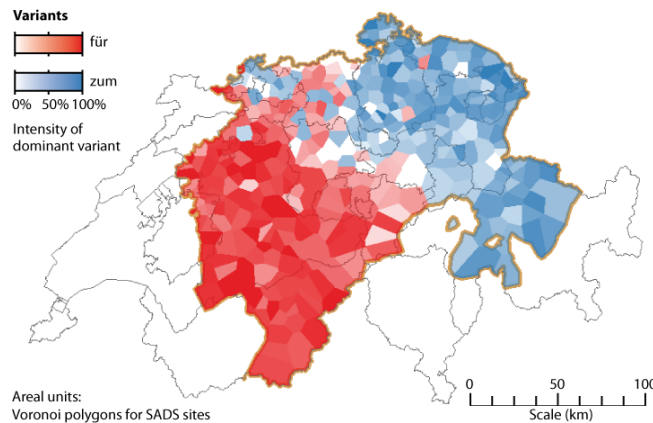 Variants
für
zum
0% 50% 100%
Intensity of
dominant variant
Areal units:
Voronoi polygons for SADS sites
0 50 100
Scale (km)